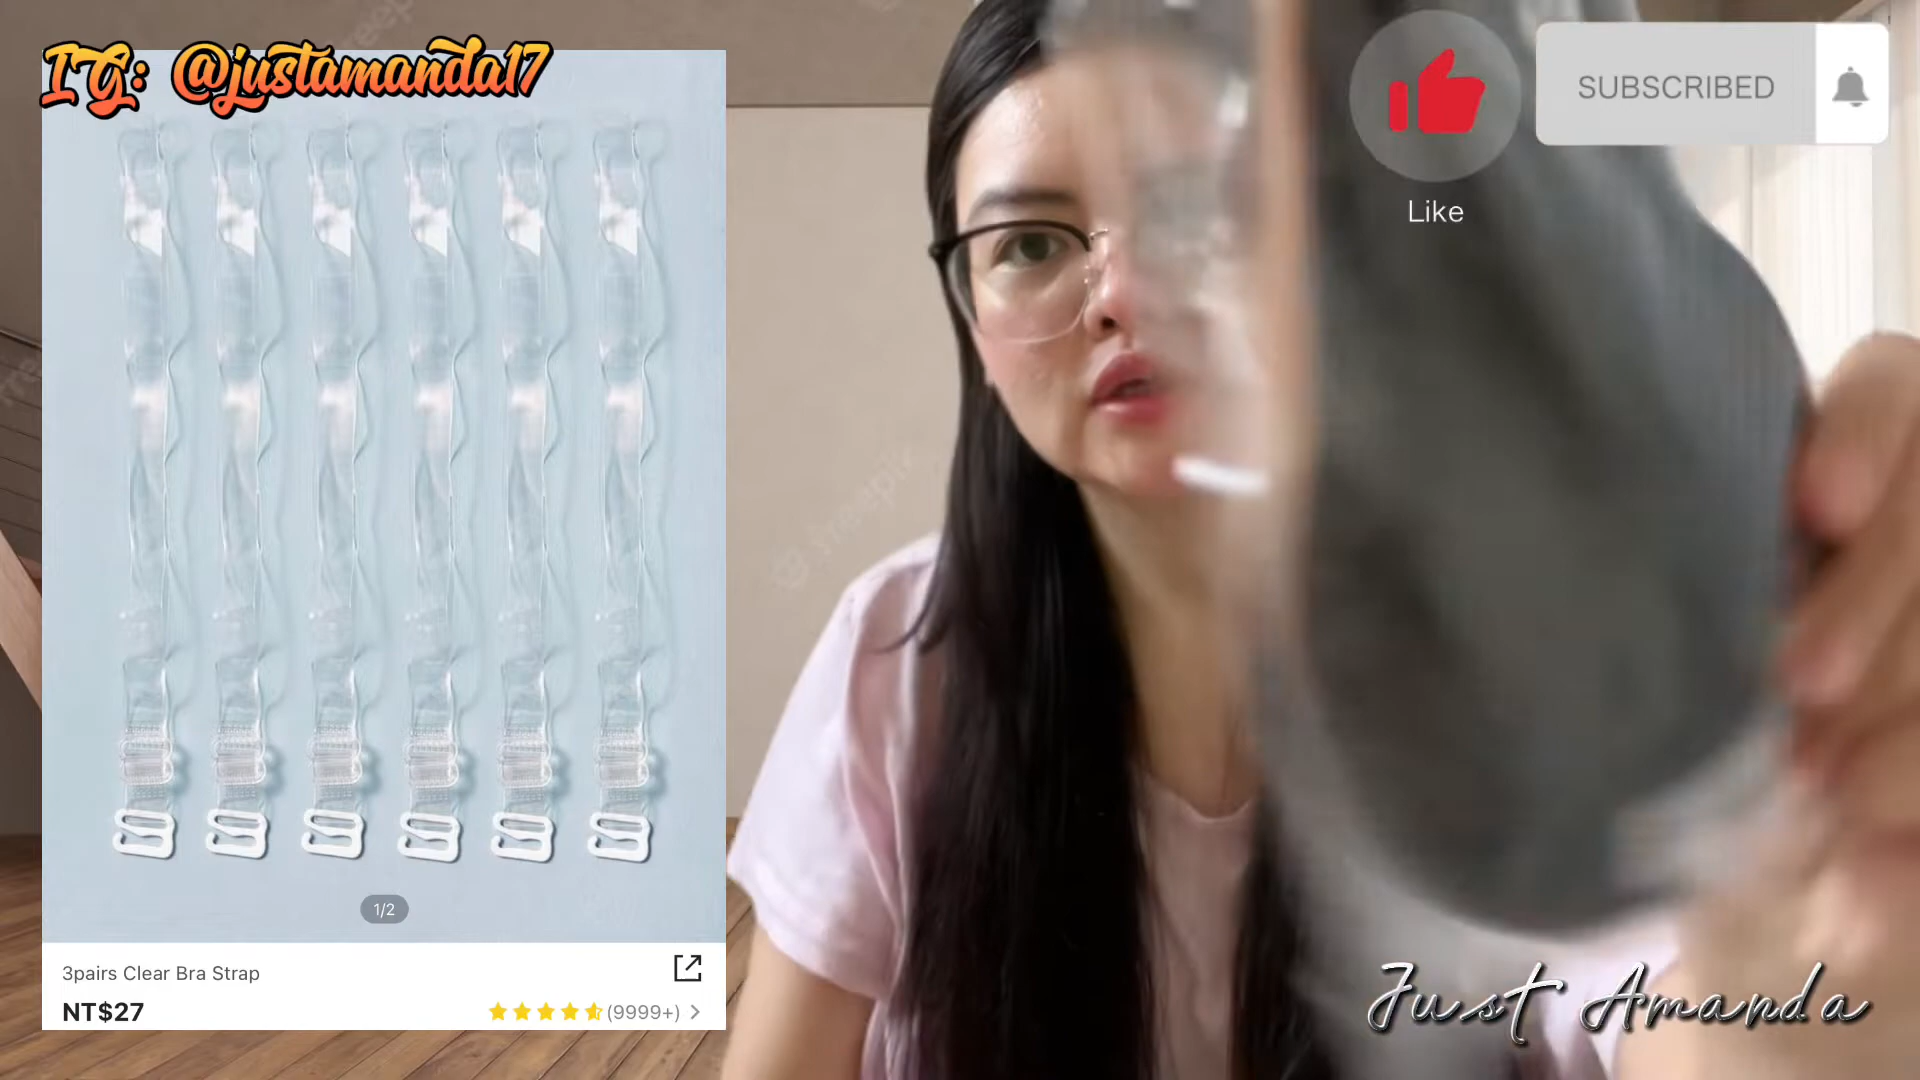 IG: @justamanda17
SUBSCRIBED
Like
1/2
3pairs Clear Bra Strap
NT$27
(9999+)
Just Amanda